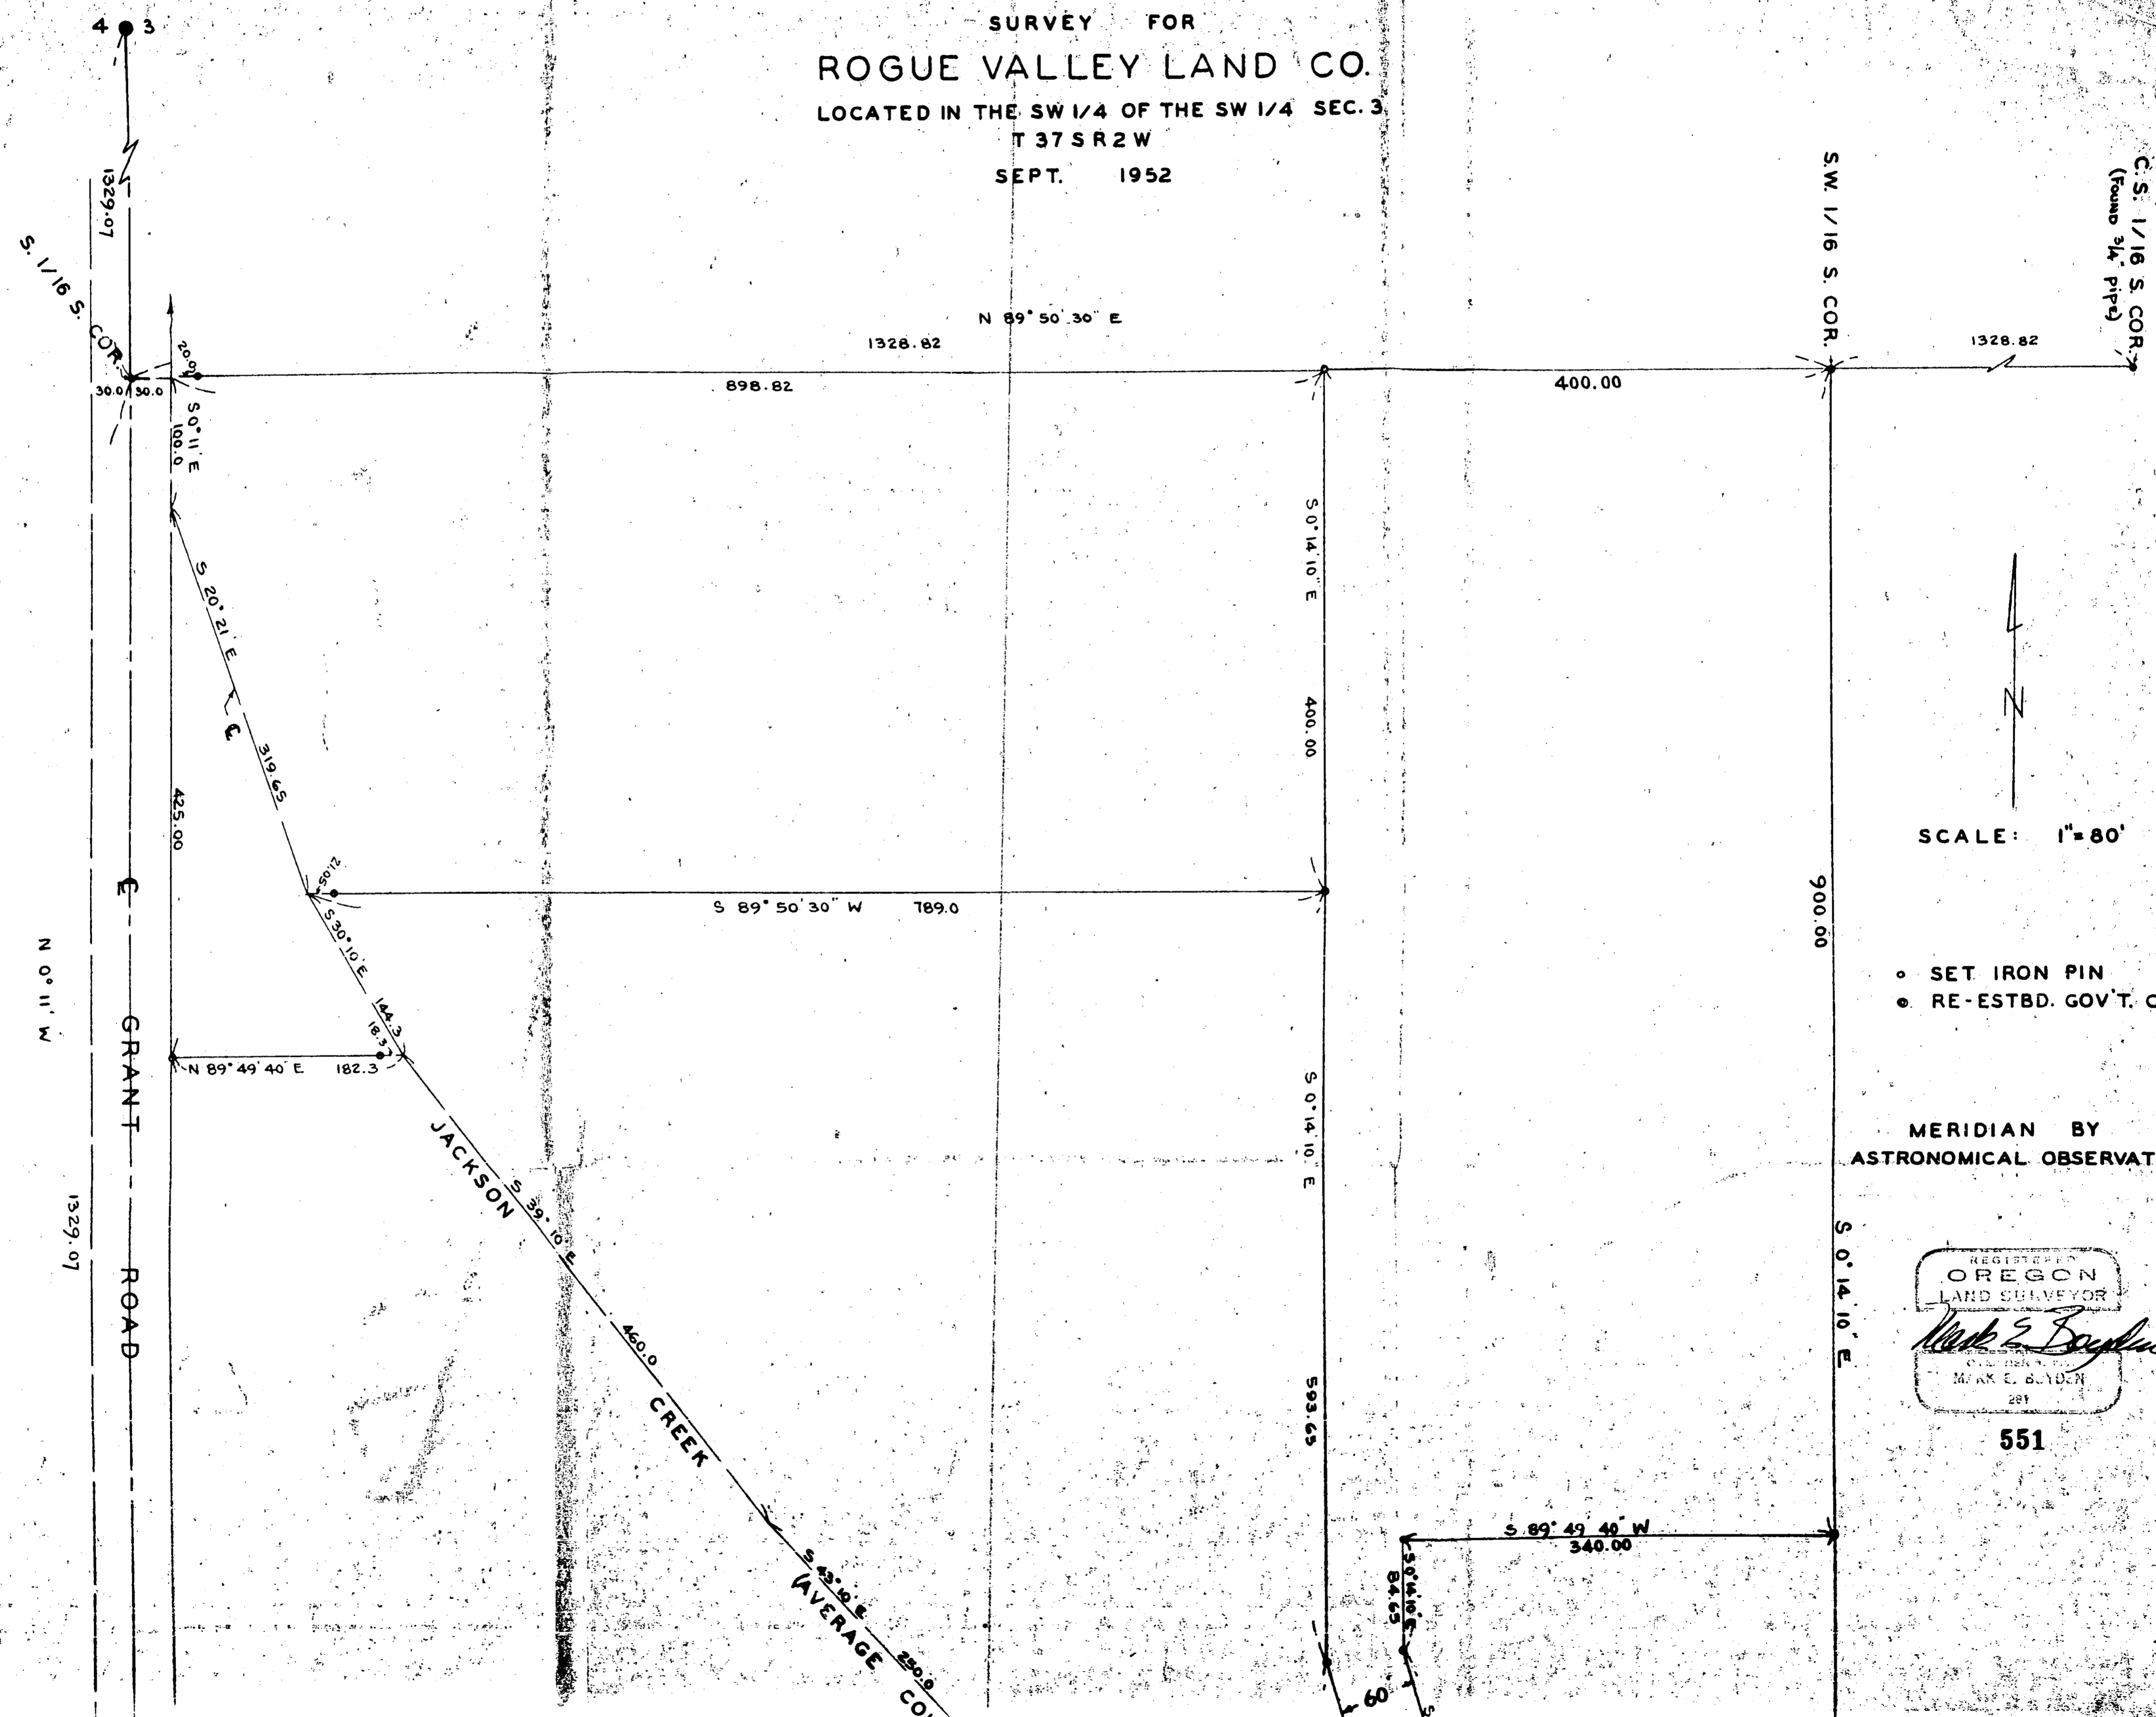 SURVEY FOR
ROGUE VALLEY LAND CO.
LOCATED IN THE SW 1/4 OF THE SW 1/4 SEC. 3
T 37 S R 2 W
SEPT. 1952
4 3
1329.07
S. 1/16 S. COR.
30.0 30.0
20.0
S 0° 11' E
100.0
N 89° 50' 30" E
1328.82
898.82
400.00
S.W. 1/16 S. COR.
1328.82
C. S. 1/16 S. COR.
(FOUND 3/4" PIPE)
S 20° 21' E
℄
319.65
425.00
S 0° 14' 10" E
400.00
SCALE: 1"=80'
N
21.05
S 89° 50' 30" W 789.0
S 30° 10' E
144.3
18.37
N 89° 49' 40" E 182.3
900.00
SET IRON PIN
RE-ESTBD. GOV'T. C
N 0° 11' W
1329.07
℄ GRANT ROAD
JACKSON
S 39° 10' E
460.0
CREEK
S 43° 10' E
(AVERAGE
250.0
S 0° 14' 10" E
593.65
MERIDIAN BY
ASTRONOMICAL OBSERVAT
S 0° 14' 10" E
REGISTERED
OREGON
LAND SURVEYOR
Mark E. Boyden
MARK E. BOYDEN
281
551
S 89° 49' 40" W
340.00
S 0° 14' 10" E
84.65
60